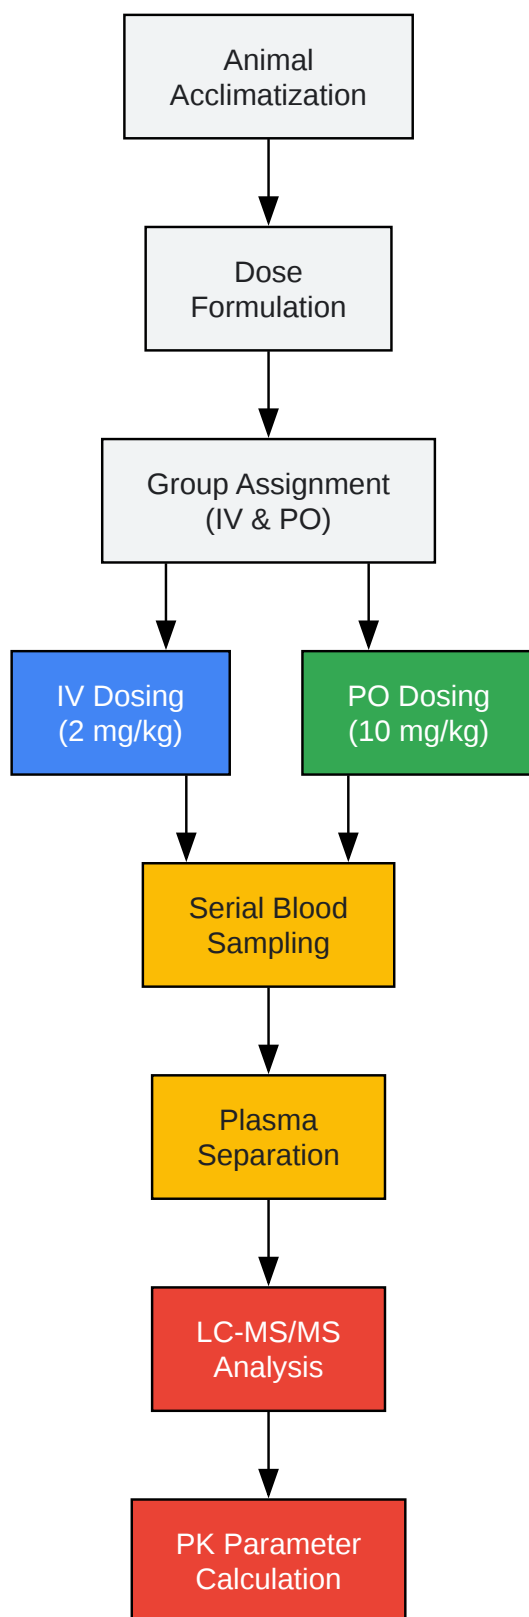 Animal
Acclimatization
Dose
Formulation
Group Assignment
(IV & PO)
IV Dosing
(2 mg/kg)
PO Dosing
(10 mg/kg)
Serial Blood
Sampling
Plasma
Separation
LC-MS/MS
Analysis
PK Parameter
Calculation